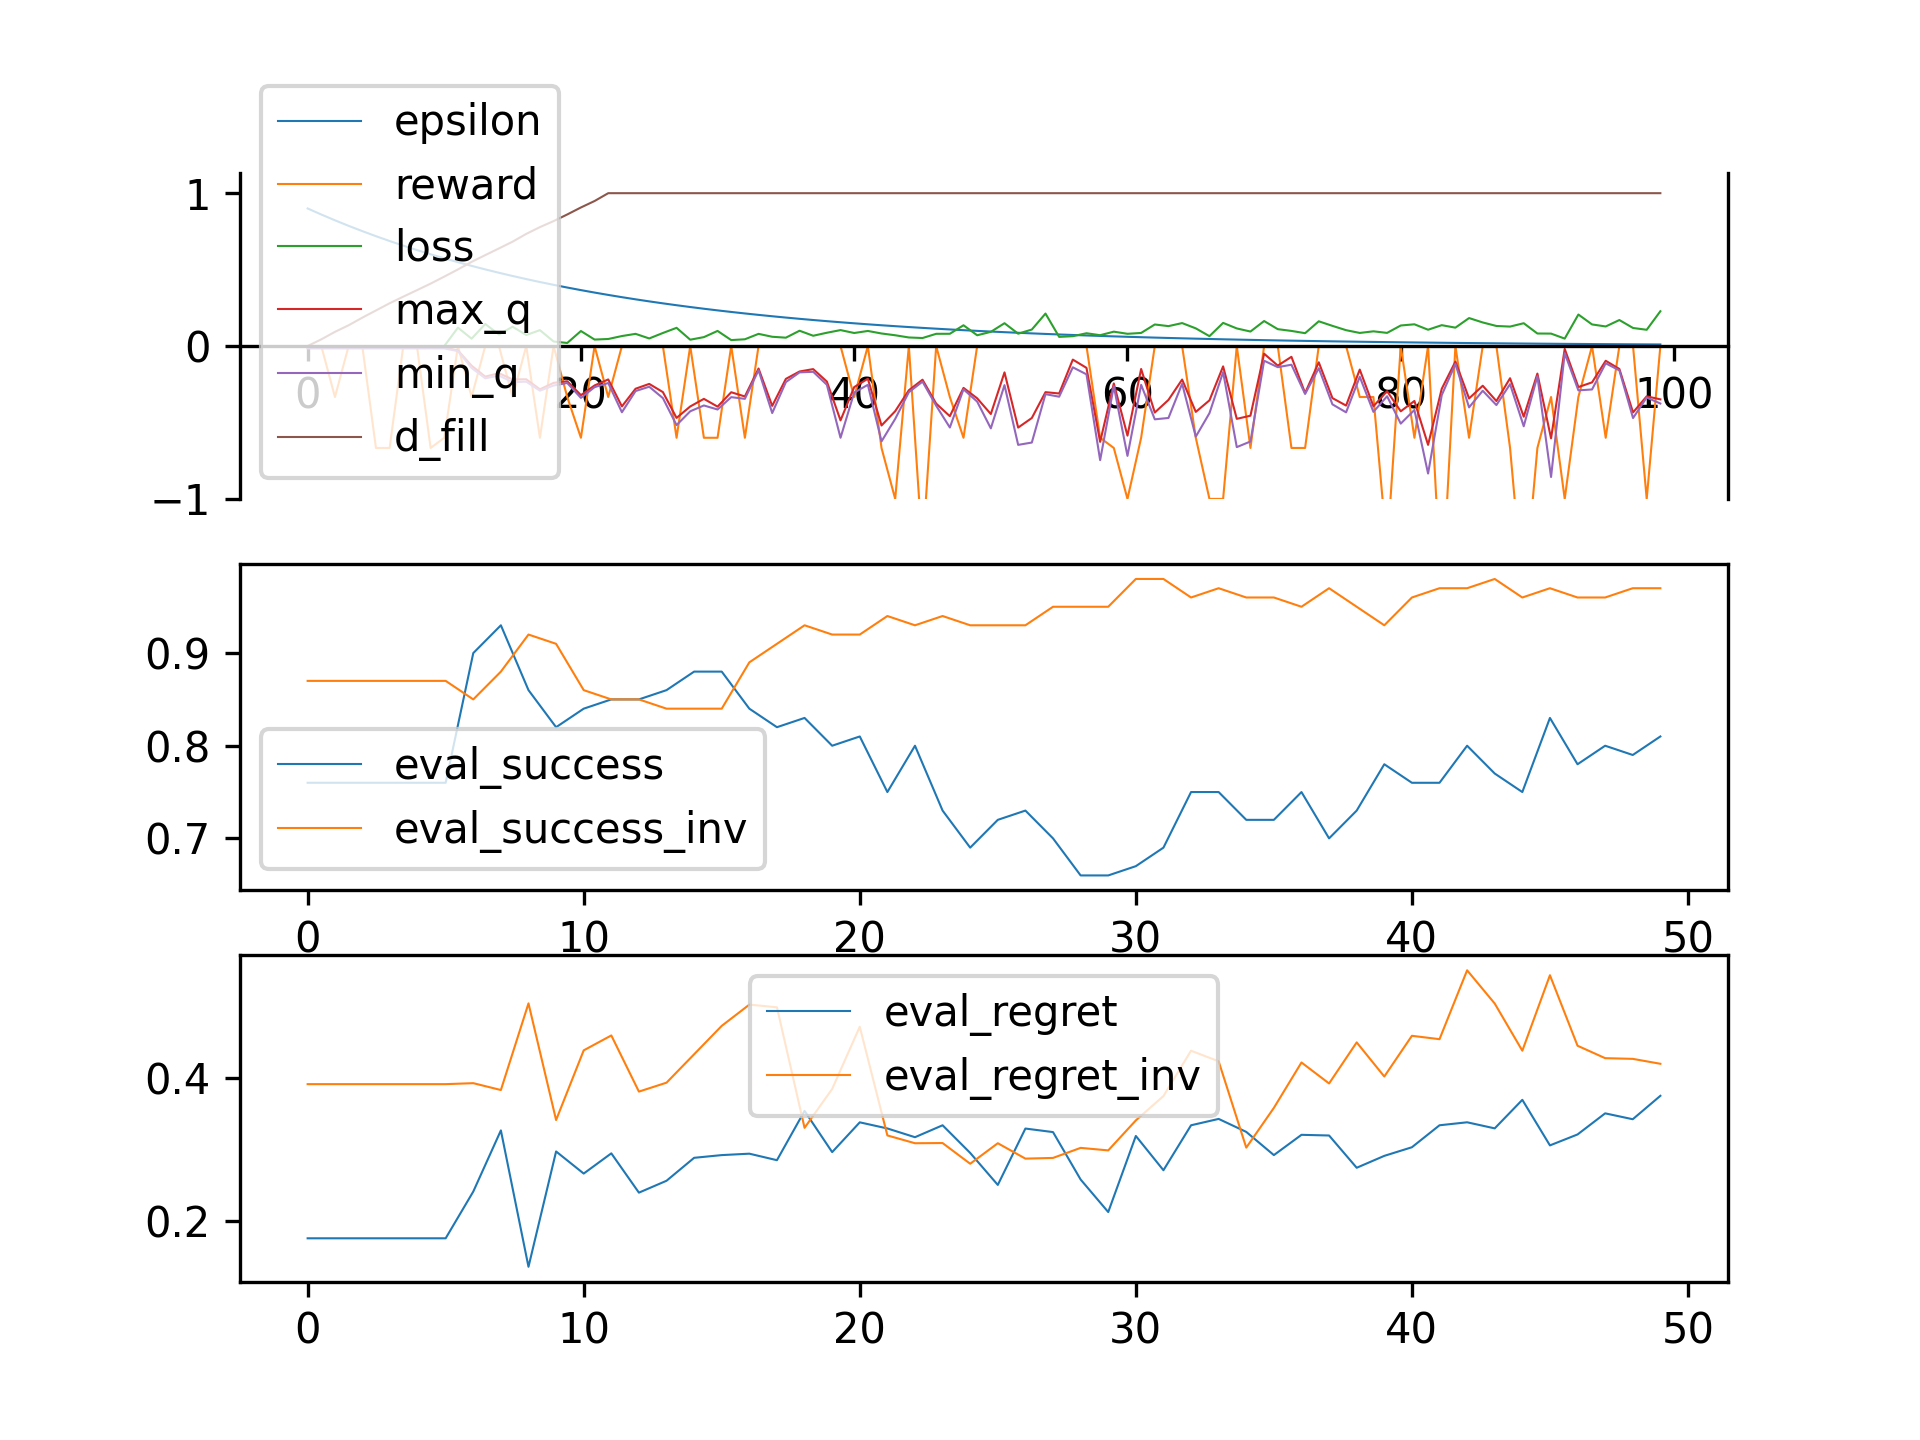 epsilon
reward
loss
max_q
min_q
d_fill
1
0
−1
0 20 40 60 80 100
0.9
0.8
0.7
eval_success
eval_success_inv
0 10 20 30 40 50
eval_regret
eval_regret_inv
0.4
0.2
0 10 20 30 40 50